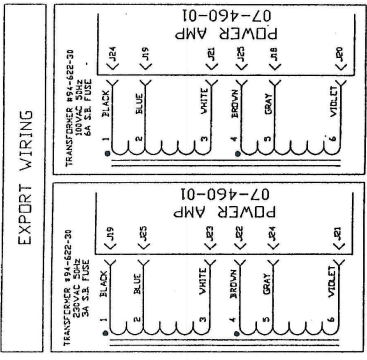 EXPORT WIRING
TRANSFORMER #94-622-30
100VAC 50Hz
6A S.B. FUSE
POWER AMP
07-460-01
J24
J19
J21
J25
J18
J20
1 BLACK
2 BLUE
3 WHITE
4 BROWN
5 GRAY
6 VIOLET
TRANSFORMER #94-622-30
230VAC 50Hz
3A S.B. FUSE
POWER AMP
07-460-01
J19
J25
J23
J22
J24
J21
1 BLACK
2 BLUE
3 WHITE
4 BROWN
5 GRAY
6 VIOLET